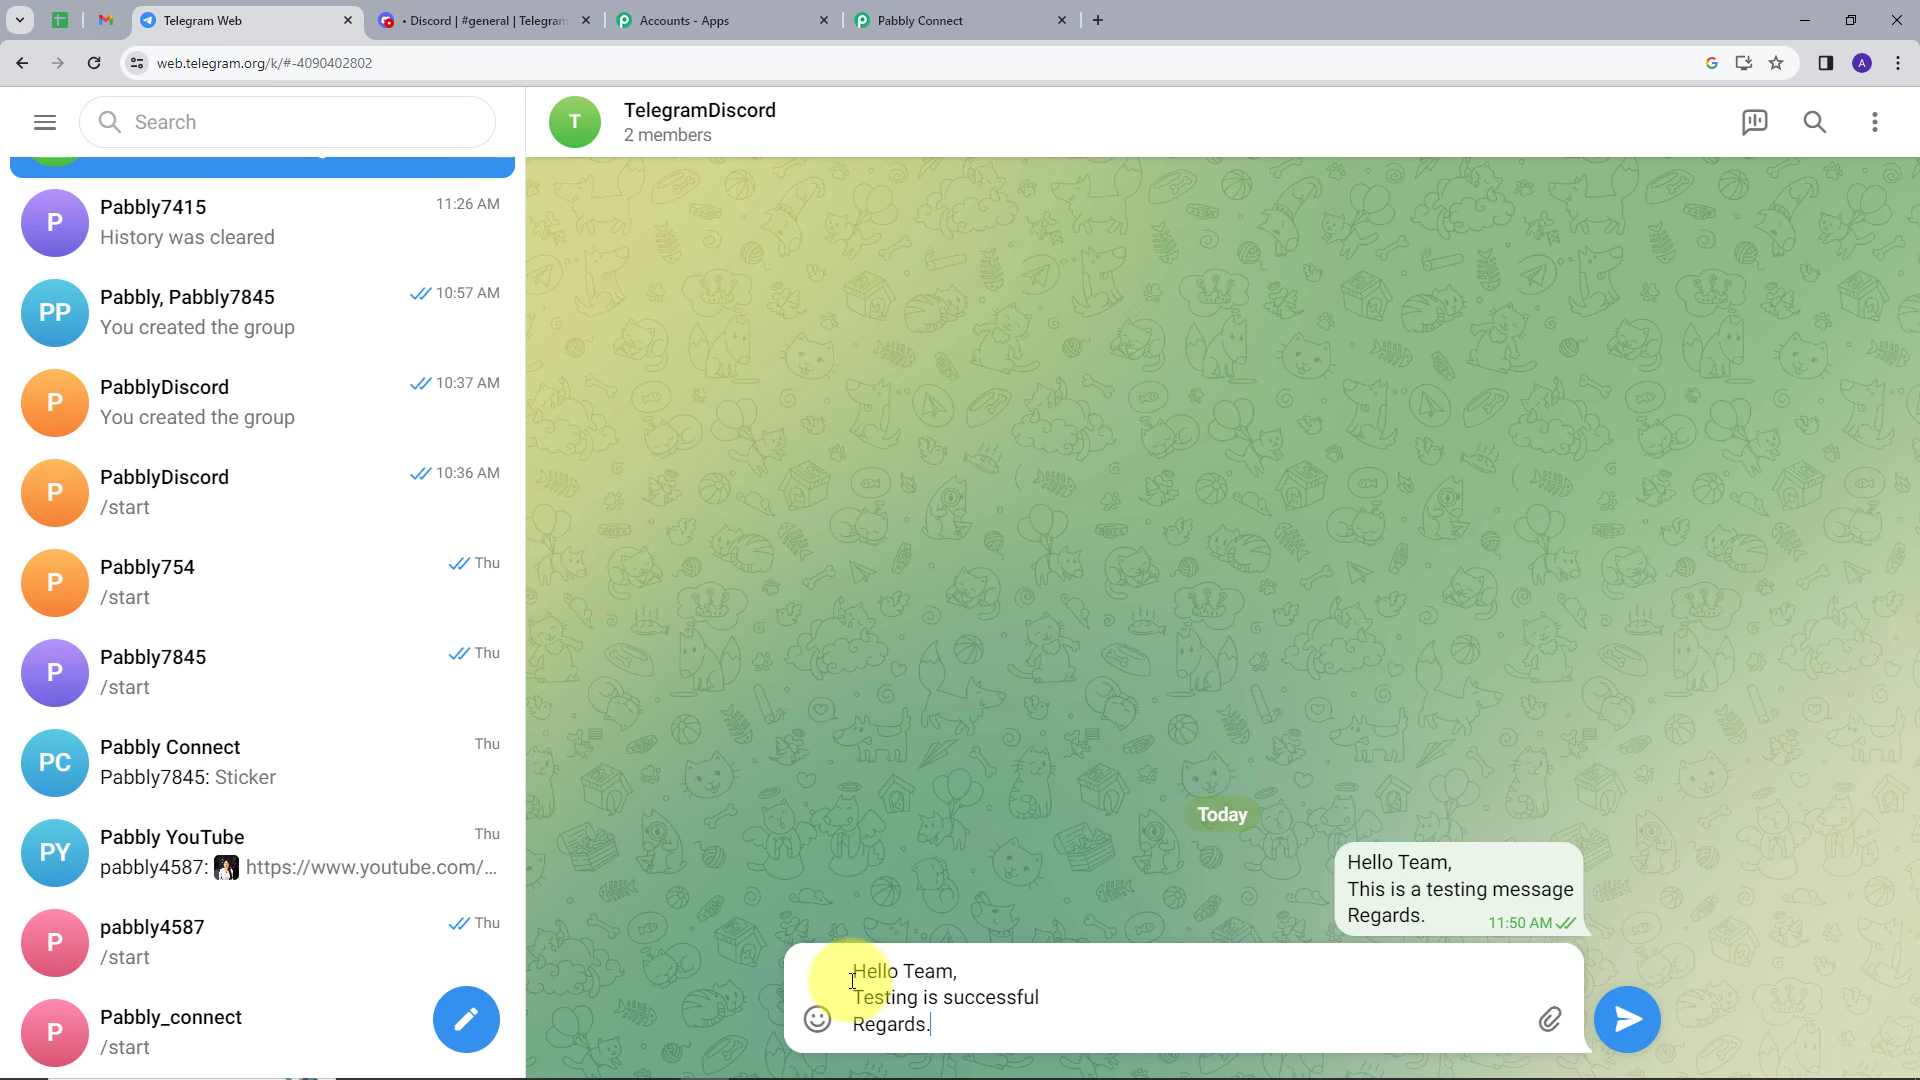 Telegram Web
• Discord | #general | Telegram
Accounts - Apps
Pabbly Connect
web.telegram.org/k/#-4090402802
G
A
Search
T
TelegramDiscord
2 members
P
Pabbly7415
11:26 AM
History was cleared
PP
Pabbly, Pabbly7845
10:57 AM
You created the group
P
PabblyDiscord
10:37 AM
You created the group
P
PabblyDiscord
10:36 AM
/start
P
Pabbly754
Thu
/start
P
Pabbly7845
Thu
/start
PC
Pabbly Connect
Thu
Pabbly7845: Sticker
PY
Pabbly YouTube
Thu
pabbly4587: https://www.youtube.com/...
P
pabbly4587
Thu
/start
P
Pabbly_connect
/start
Today
Hello Team,
This is a testing message
Regards.
11:50 AM
Hello Team,
Testing is successful
Regards.